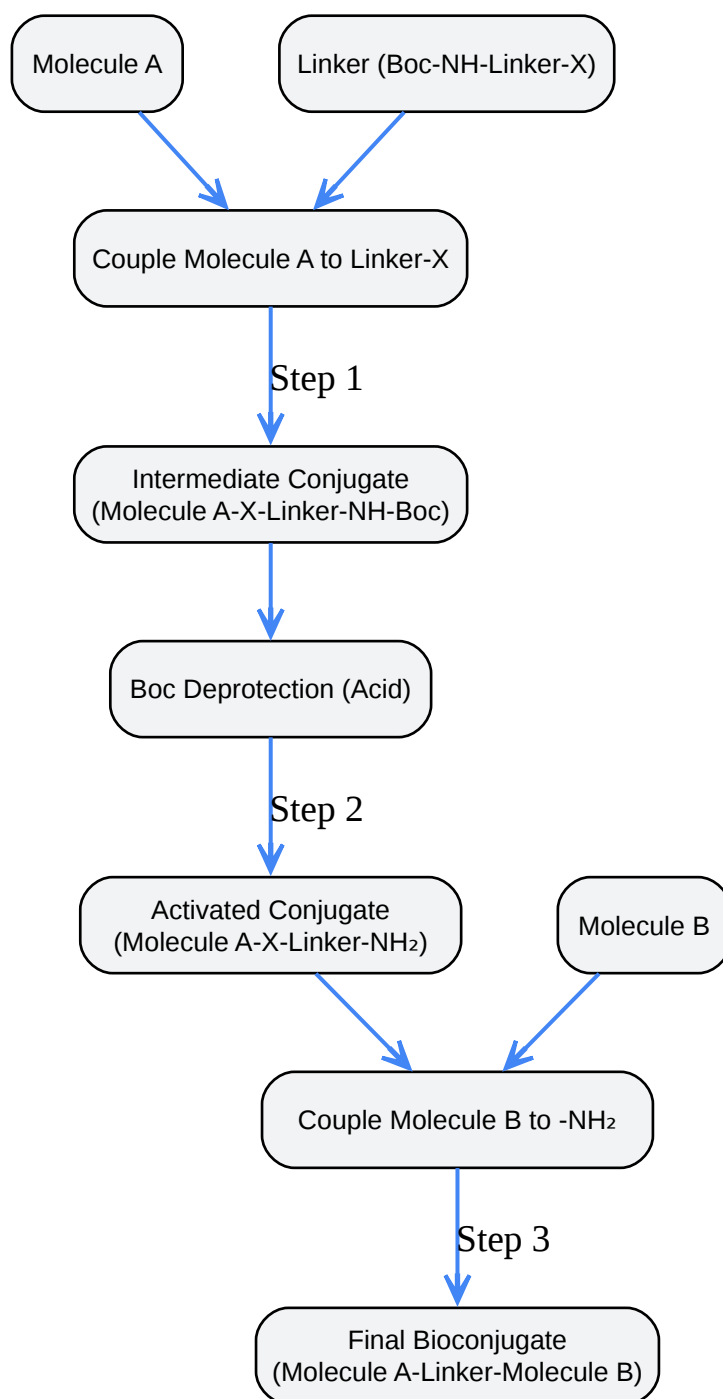 Molecule A
Linker (Boc-NH-Linker-X)
Couple Molecule A to Linker-X
Step 1
Intermediate Conjugate
(Molecule A-X-Linker-NH-Boc)
Boc Deprotection (Acid)
Step 2
Activated Conjugate
(Molecule A-X-Linker-NH₂)
Molecule B
Couple Molecule B to -NH₂
Step 3
Final Bioconjugate
(Molecule A-Linker-Molecule B)